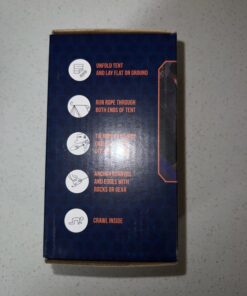 UNFOLD TENT
AND LAY FLAT ON GROUND
RUN ROPE THROUGH
BOTH ENDS OF TENT
ANCHOR CORNERS
AND EDGES WITH
ROCKS OR GEAR
CRAWL INSIDE